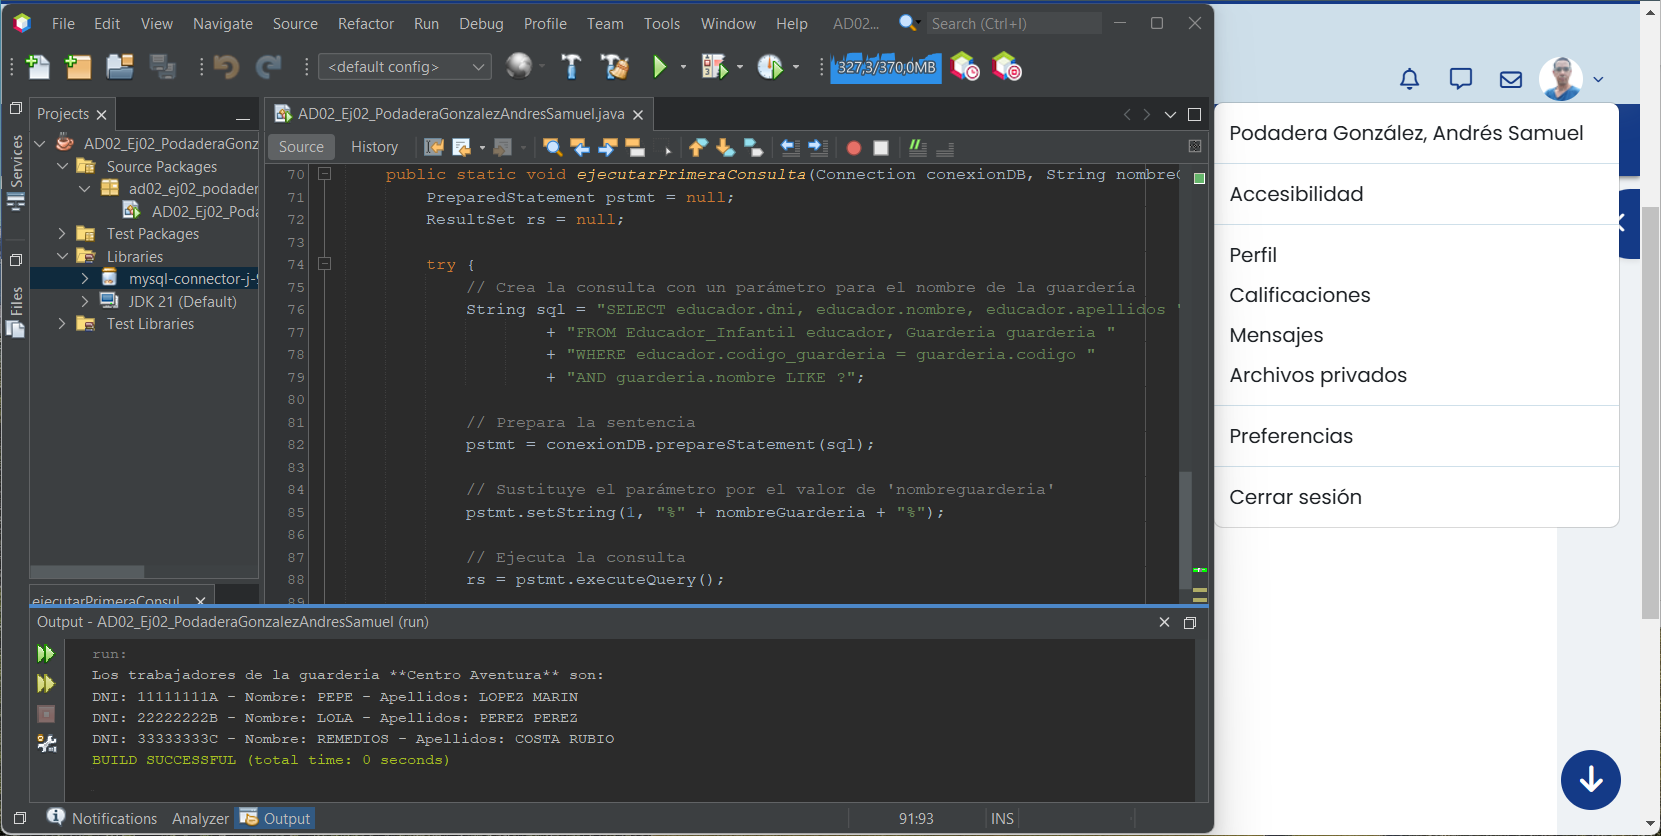 File Edit View Navigate Source Refactor Run Debug Profile Team Tools Window Help AD02... Search (Ctrl+I)
<default config> 327,3/370,0MB
Projects
Services
Files
AD02_Ej02_PodaderaGonz
Source Packages
ad02_ej02_podader
AD02_Ej02_Poda
Test Packages
Libraries
mysql-connector-j-9
JDK 21 (Default)
Test Libraries
ejecutarPrimeraConsul
AD02_Ej02_PodaderaGonzalezAndresSamuel.java
Source History
70 public static void ejecutarPrimeraConsulta(Connection conexionDB, String nombreG
71 PreparedStatement pstmt = null;
72 ResultSet rs = null;
73
74 try {
75 // Crea la consulta con un parámetro para el nombre de la guardería
76 String sql = "SELECT educador.dni, educador.nombre, educador.apellidos "
77 + "FROM Educador_Infantil educador, Guarderia guarderia "
78 + "WHERE educador.codigo_guarderia = guarderia.codigo "
79 + "AND guarderia.nombre LIKE ?";
80
81 // Prepara la sentencia
82 pstmt = conexionDB.prepareStatement(sql);
83
84 // Sustituye el parámetro por el valor de 'nombreguarderia'
85 pstmt.setString(1, "%" + nombreGuarderia + "%");
86
87 // Ejecuta la consulta
88 rs = pstmt.executeQuery();
89
Output - AD02_Ej02_PodaderaGonzalezAndresSamuel (run)
run:
Los trabajadores de la guarderia **Centro Aventura** son:
DNI: 11111111A - Nombre: PEPE - Apellidos: LOPEZ MARIN
DNI: 22222222B - Nombre: LOLA - Apellidos: PEREZ PEREZ
DNI: 33333333C - Nombre: REMEDIOS - Apellidos: COSTA RUBIO
BUILD SUCCESSFUL (total time: 0 seconds)
Notifications Analyzer Output 91:93 INS
Podadera González, Andrés Samuel
Accesibilidad
Perfil
Calificaciones
Mensajes
Archivos privados
Preferencias
Cerrar sesión